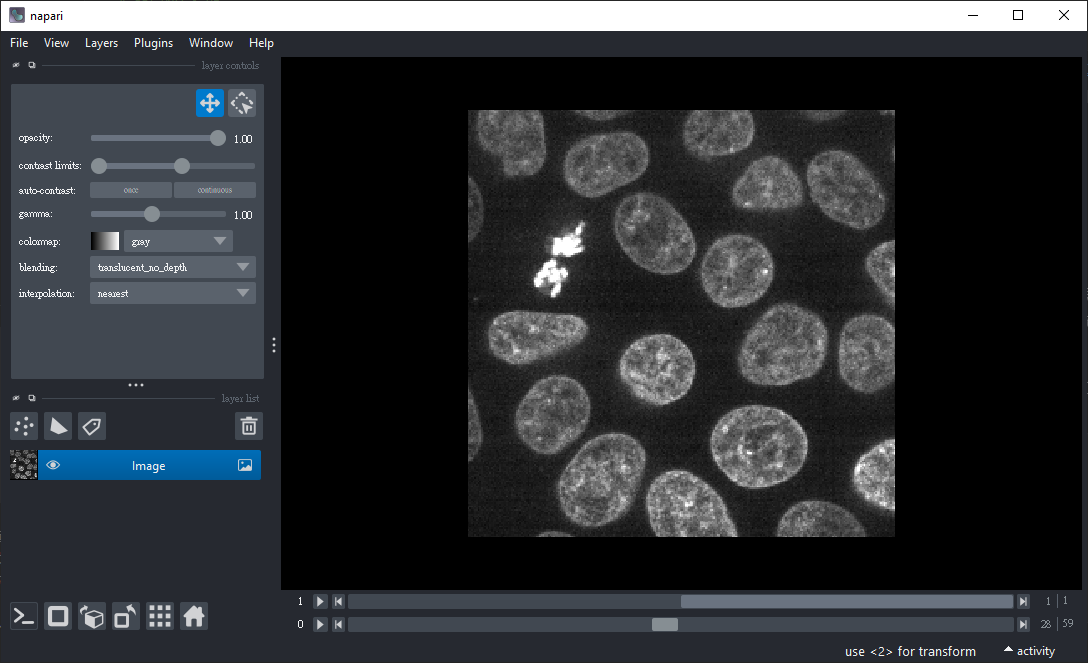 napari
File View Layers Plugins Window Help
layer controls
opacity: 1.00
contrast limits:
auto-contrast: once continuous
gamma: 1.00
colormap: gray
blending: translucent_no_depth
interpolation: nearest
layer list
Image
1 1 1
0 28 59
use <2> for transform activity